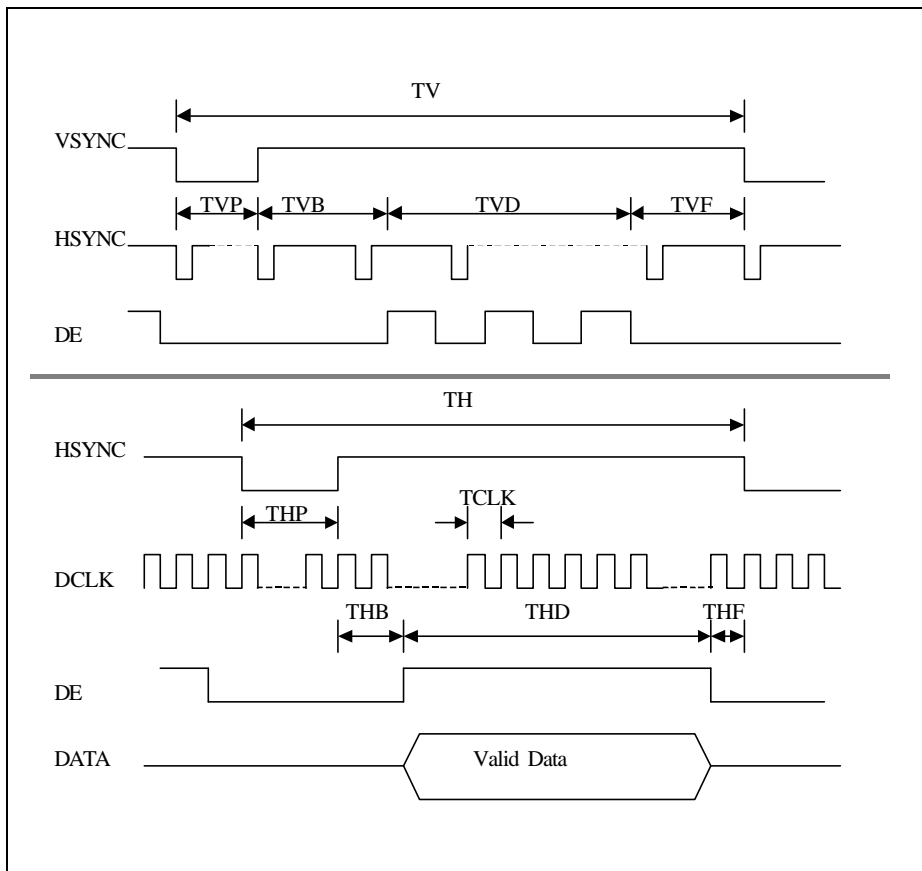 TV
VSYNC
TVP TVB TVD TVF
HSYNC
DE
TH
HSYNC
THP TCLK
DCLK
THB THD THF
DE
DATA Valid Data